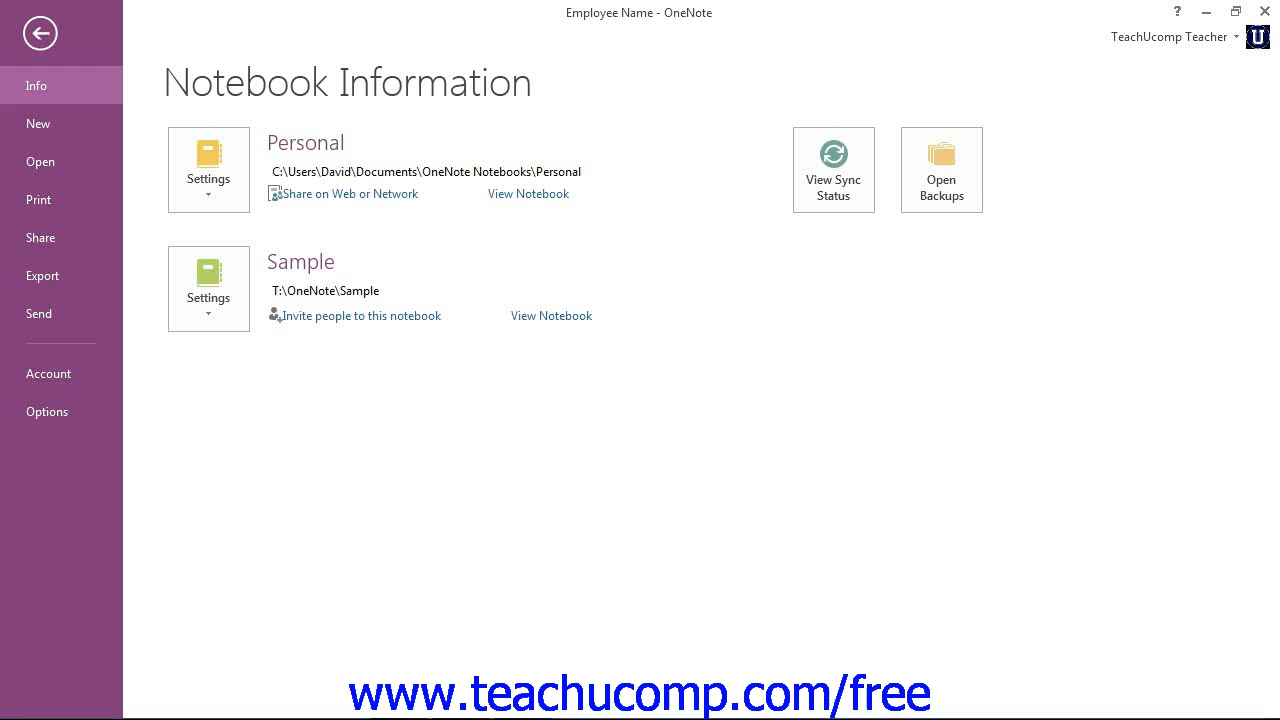 Employee Name - OneNote
?
TeachUcomp Teacher
U
Info
New
Open
Print
Share
Export
Send
Account
Options
Notebook Information
Settings
Personal
C:\Users\David\Documents\OneNote Notebooks\Personal
Share on Web or Network View Notebook
View Sync
Status
Open
Backups
Settings
Sample
T:\OneNote\Sample
Invite people to this notebook View Notebook
www.teachucomp.com/free